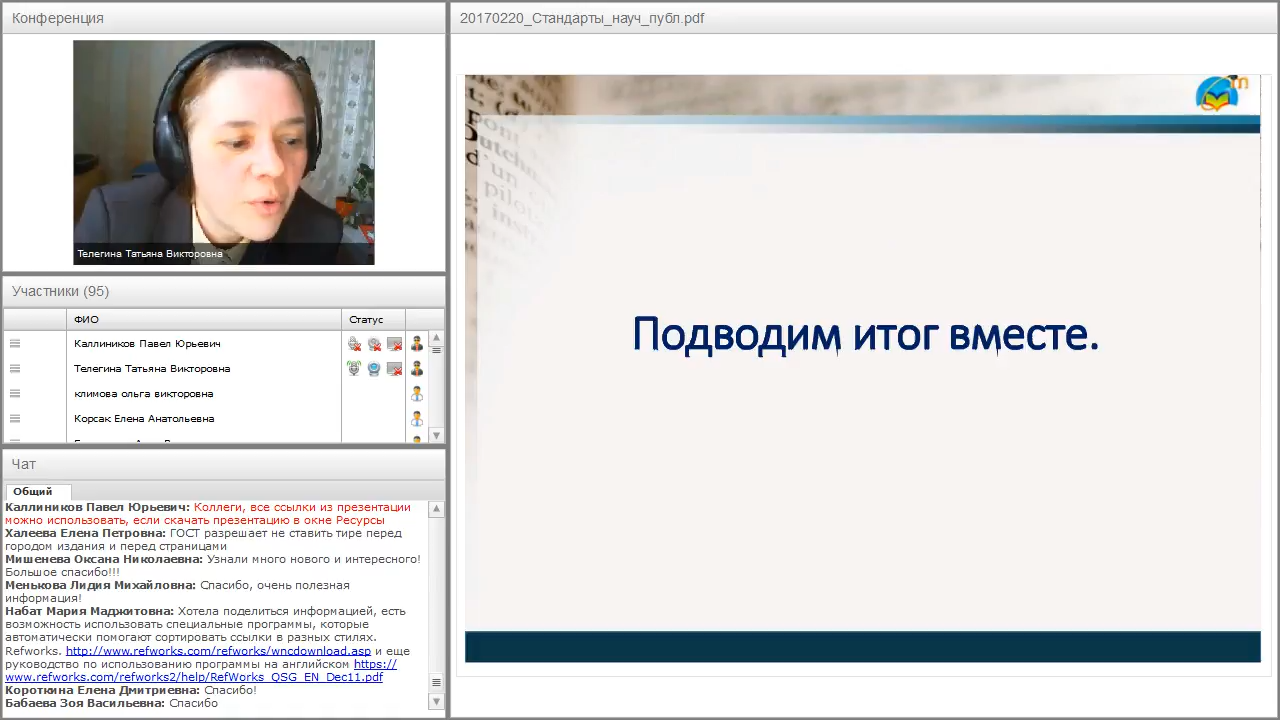 Конференция
Телегина Татьяна Викторовна
Участники (95)
ФИО
Статус
Каллиников Павел Юрьевич
Телегина Татьяна Викторовна
климова ольга викторовна
Корсак Елена Анатольевна
Чат
Общий
Каллиников Павел Юрьевич: Коллеги, все ссылки из презентации
можно использовать, если скачать презентацию в окне Ресурсы
Халеева Елена Петровна: ГОСТ разрешает не ставить тире перед
городом издания и перед страницами
Мишенева Оксана Николаевна: Узнали много нового и интересного!
Большое спасибо!!!
Менькова Лидия Михайловна: Спасибо, очень полезная
информация!
Набат Мария Маджитовна: Хотела поделиться информацией, есть
возможность использовать специальные программы, которые
автоматически помогают сортировать ссылки в разных стилях.
Refworks. http://www.refworks.com/refworks/wncdownload.asp и еще
руководство по использованию программы на английском https://
www.refworks.com/refworks2/help/RefWorks_QSG_EN_Dec11.pdf
Короткина Елена Дмитриевна: Спасибо!
Бабаева Зоя Васильевна: Спасибо
20170220_Стандарты_науч_публ.pdf
Подводим итог вместе.